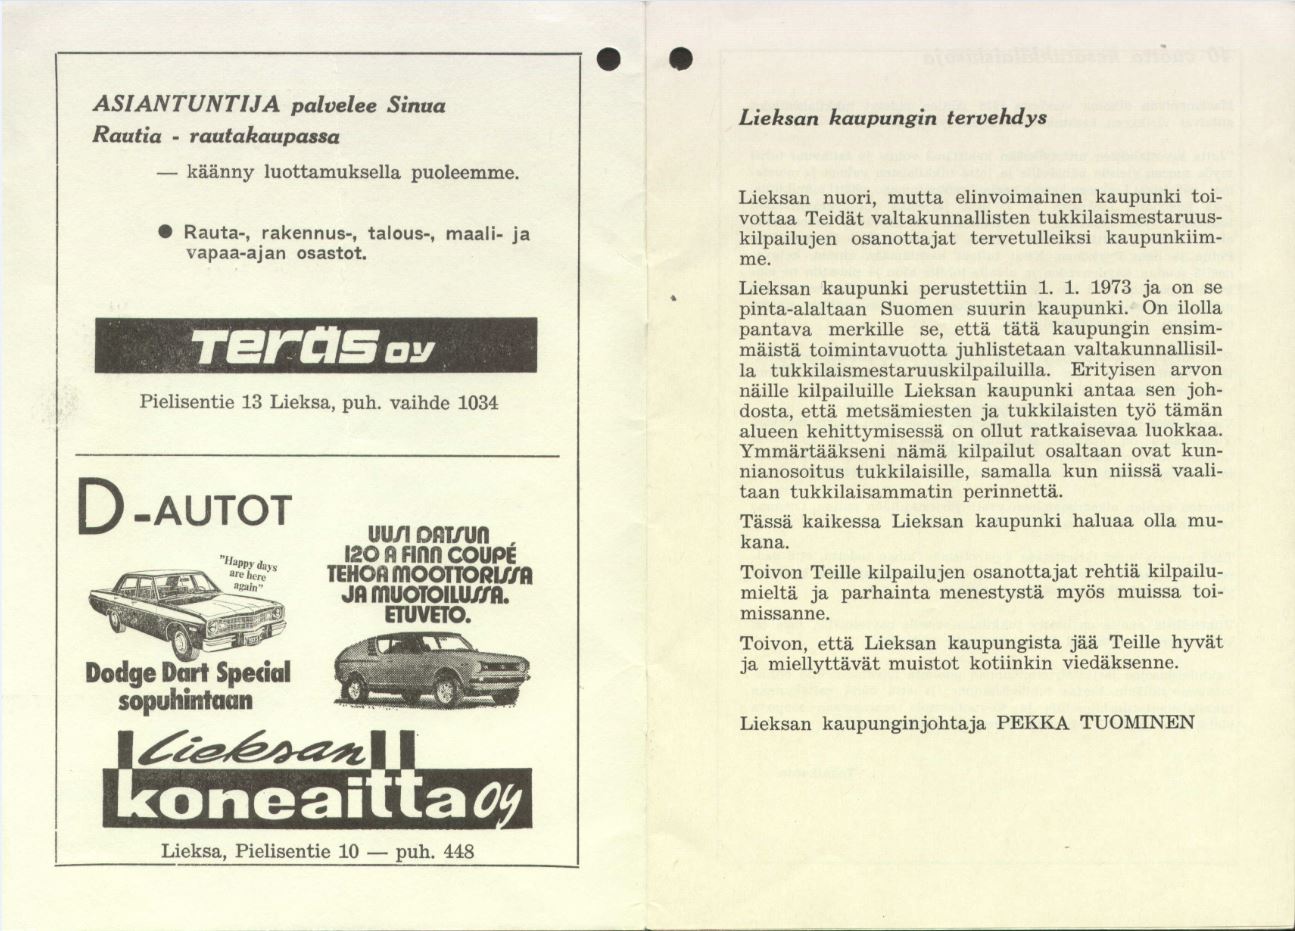 ASIANTUNTIJA palvelee Sinua
Rautia - rautakaupassa
— käänny luottamuksella puoleemme.
● Rauta-, rakennus-, talous-, maali- ja
vapaa-ajan osastot.
Teräs oy
Pielisentie 13 Lieksa, puh. vaihde 1034
D-AUTOT
"Happy days
are here
again"
Dodge Dart Special
sopuhintaan
UUSI DATSUN
120 A FINN COUPÉ
TEHOA MOOTTORISSA
JA MUOTOILUSSA.
ETUVETO.
Lieksan
koneaitta oy
Lieksa, Pielisentie 10 — puh. 448
Lieksan kaupungin tervehdys
Lieksan nuori, mutta elinvoimainen kaupunki toi-
vottaa Teidät valtakunnallisten tukkilaismestaruus-
kilpailujen osanottajat tervetulleiksi kaupunkiim-
me.
Lieksan kaupunki perustettiin 1. 1. 1973 ja on se
pinta-alaltaan Suomen suurin kaupunki. On ilolla
pantava merkille se, että tätä kaupungin ensim-
mäistä toimintavuotta juhlistetaan valtakunnallisil-
la tukkilaismestaruuskilpailuilla. Erityisen arvon
näille kilpailuille Lieksan kaupunki antaa sen joh-
dosta, että metsämiesten ja tukkilaisten työ tämän
alueen kehittymisessä on ollut ratkaisevaa luokkaa.
Ymmärtääkseni nämä kilpailut osaltaan ovat kun-
nianosoitus tukkilaisille, samalla kun niissä vaali-
taan tukkilaisammatin perinnettä.
Tässä kaikessa Lieksan kaupunki haluaa olla mu-
kana.
Toivon Teille kilpailujen osanottajat rehtiä kilpailu-
mieltä ja parhainta menestystä myös muissa toi-
missanne.
Toivon, että Lieksan kaupungista jää Teille hyvät
ja miellyttävät muistot kotiinkin viedäksenne.
Lieksan kaupunginjohtaja PEKKA TUOMINEN